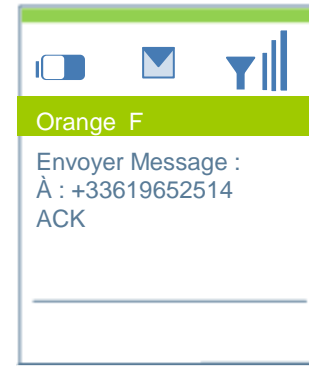 Orange F
Envoyer Message :
À : +33619652514
ACK